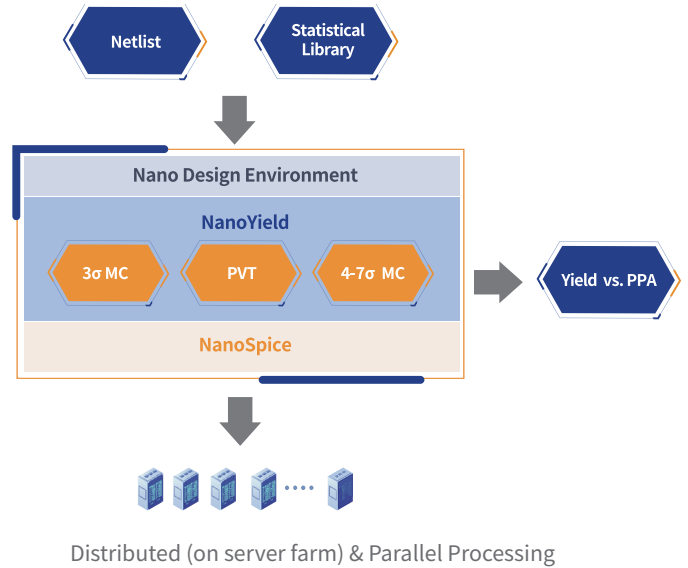 Netlist
Statistical
Library
Nano Design Environment
NanoYield
3σ MC
PVT
4-7σ MC
Yield vs. PPA
NanoSpice
Distributed (on server farm) & Parallel Processing